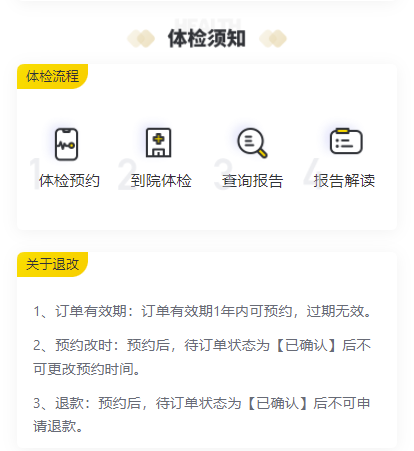 HEALTH
体检须知
体检流程
1 体检预约 2 到院体检 3 查询报告 4 报告解读
关于退改
1、订单有效期：订单有效期1年内可预约，过期无效。
2、预约改时：预约后，待订单状态为【已确认】后不
可更改预约时间。
3、退款：预约后，待订单状态为【已确认】后不可申
请退款。